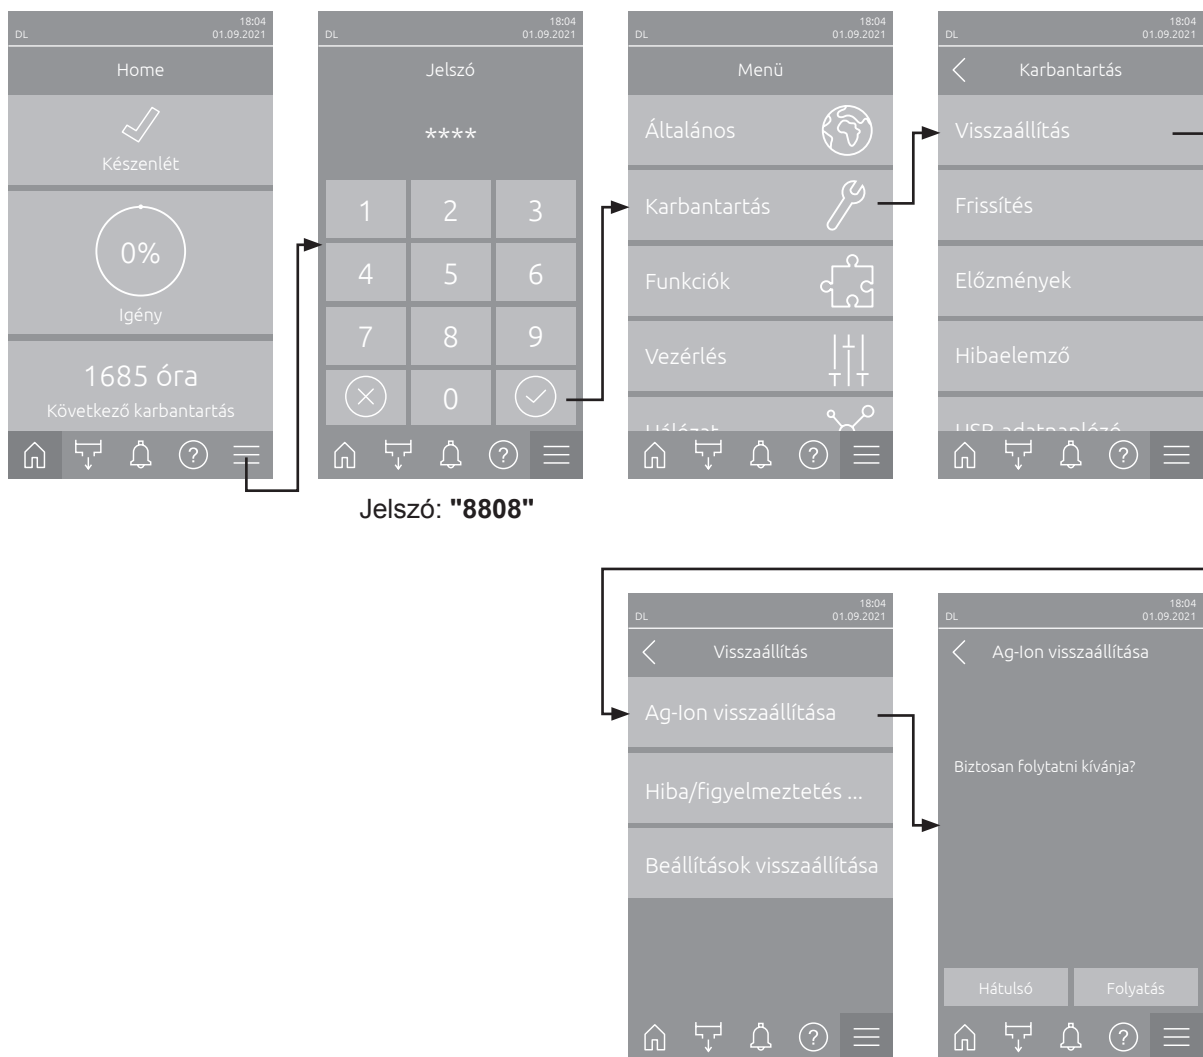 18:04
DL 01.09.2021
Home
Készenlét
0%
Igény
1685 óra
Következő karbantartás
18:04
DL 01.09.2021
Jelszó
****
1 2 3
4 5 6
7 8 9
0
Jelszó: "8808"
18:04
DL 01.09.2021
Menü
Általános
Karbantartás
Funkciók
Vezérlés
Hálózat
18:04
DL 01.09.2021
Karbantartás
Visszaállítás
Frissítés
Előzmények
Hibaelemző
USB adatnaplózó
18:04
DL 01.09.2021
Visszaállítás
Ag-Ion visszaállítása
Hiba/figyelmeztetés ...
Beállítások visszaállítása
18:04
DL 01.09.2021
Ag-Ion visszaállítása
Biztosan folytatni kívánja?
Hátulsó Folyatás